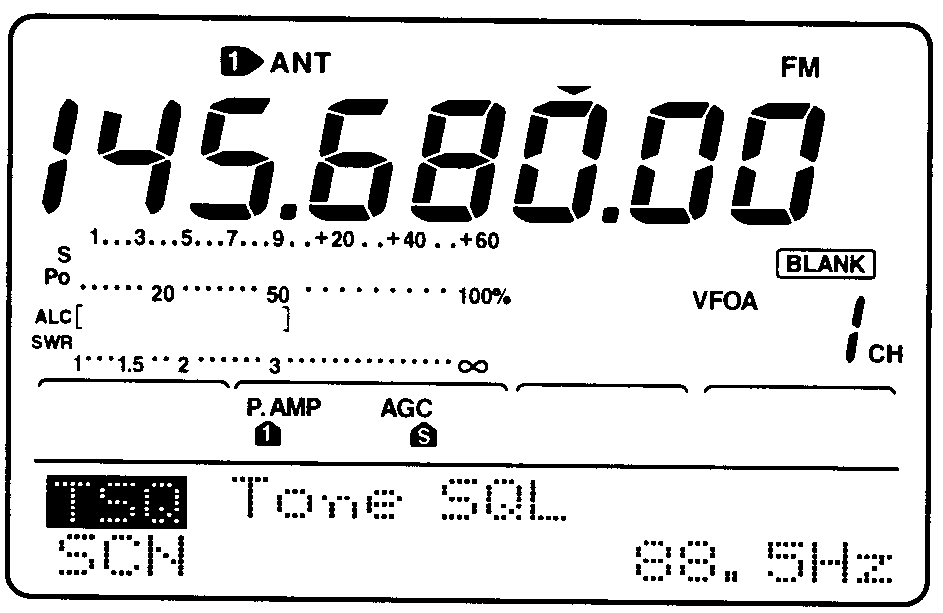 1 ANT FM
145.680.00
S 1...3...5...7...9..+20..+40..+60
Po ......20.......50..........100%
BLANK
VFOA 1 CH
ALC [ ]
SWR 1···1.5··2·······3················∞
P.AMP AGC
1 S
TSQ Tone SQL
SCN 88.5Hz